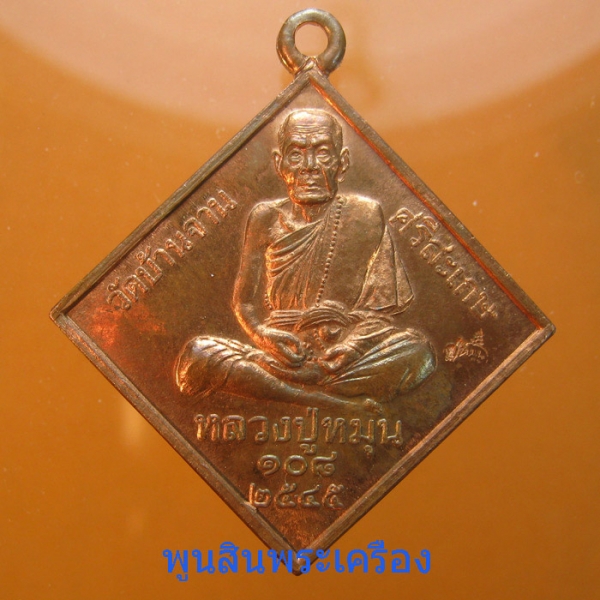 วัดบ้านจาน
ศรีสะเกษ
หลวงปู่หมุน
๑๐๘
๒๕๔๕
พูนสินพระเครื่อง